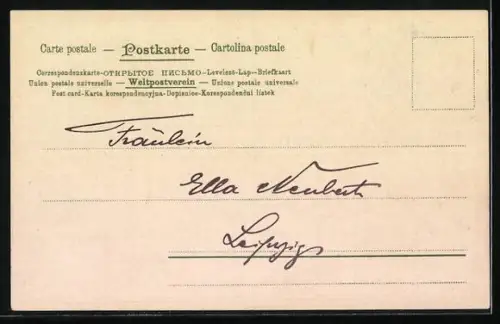 Carte postale — Postkarte — Cartolina postale
Correspondenzkarte-ОТКРЫТОЕ ПИСЬМО-Levelező-Lap-Briefkaart
Union postale universelle — Weltpostverein — Unione postale universale
Post card-Karta korespondencyjna-Dopisnice-Korespondenční lístek
Fräulein
Ella Neubert
Leipzig